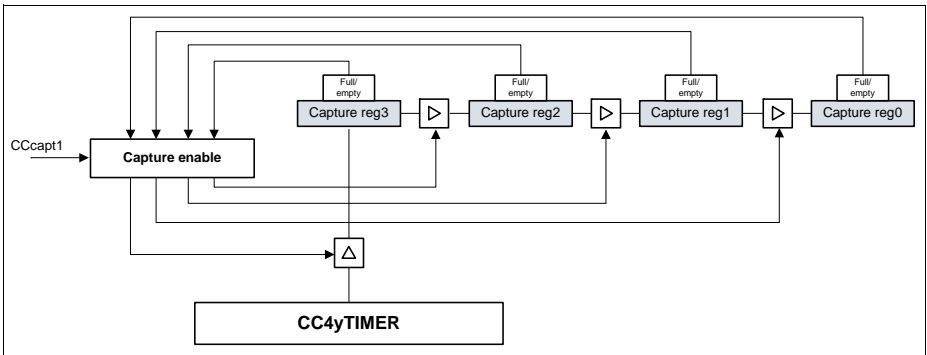 Full/
empty
Full/
empty
Full/
empty
Full/
empty
Capture reg3
Capture reg2
Capture reg1
Capture reg0
CCcapt1
Capture enable
CC4yTIMER